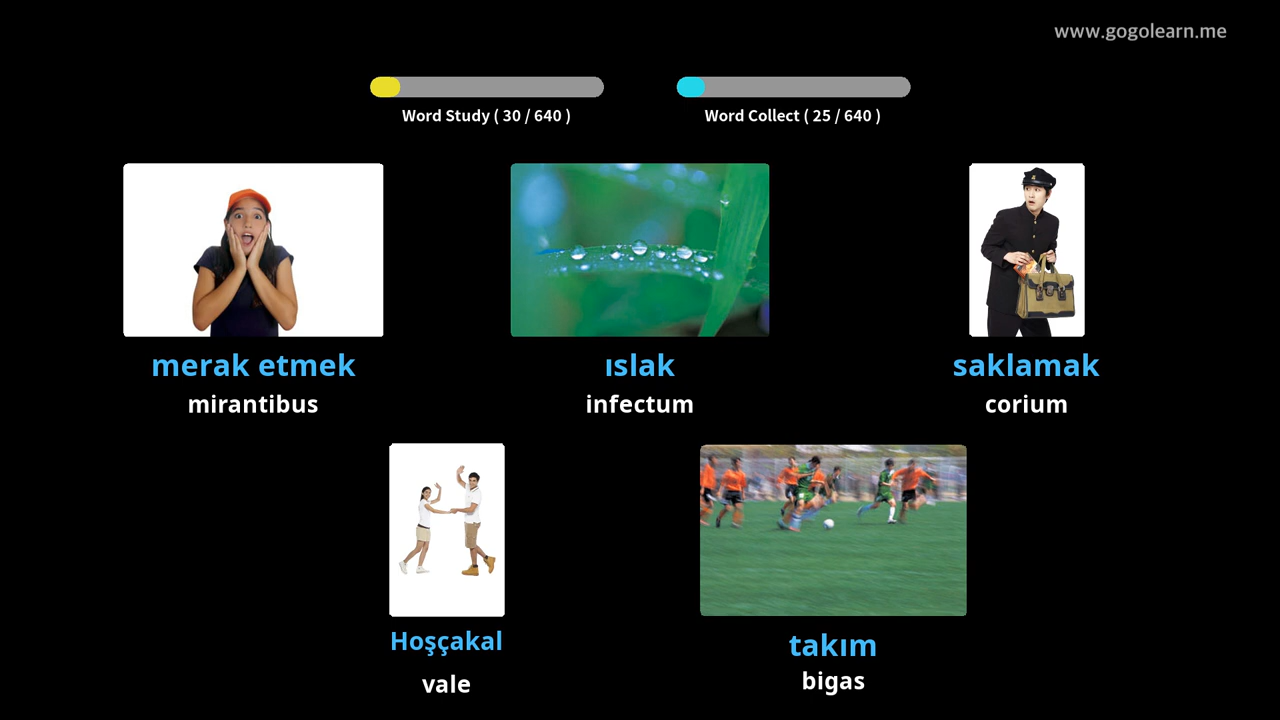 www.gogolearn.me
Word Study ( 30 / 640 )
Word Collect ( 25 / 640 )
merak etmek
mirantibus
ıslak
infectum
saklamak
corium
Hoşçakal
vale
takım
bigas